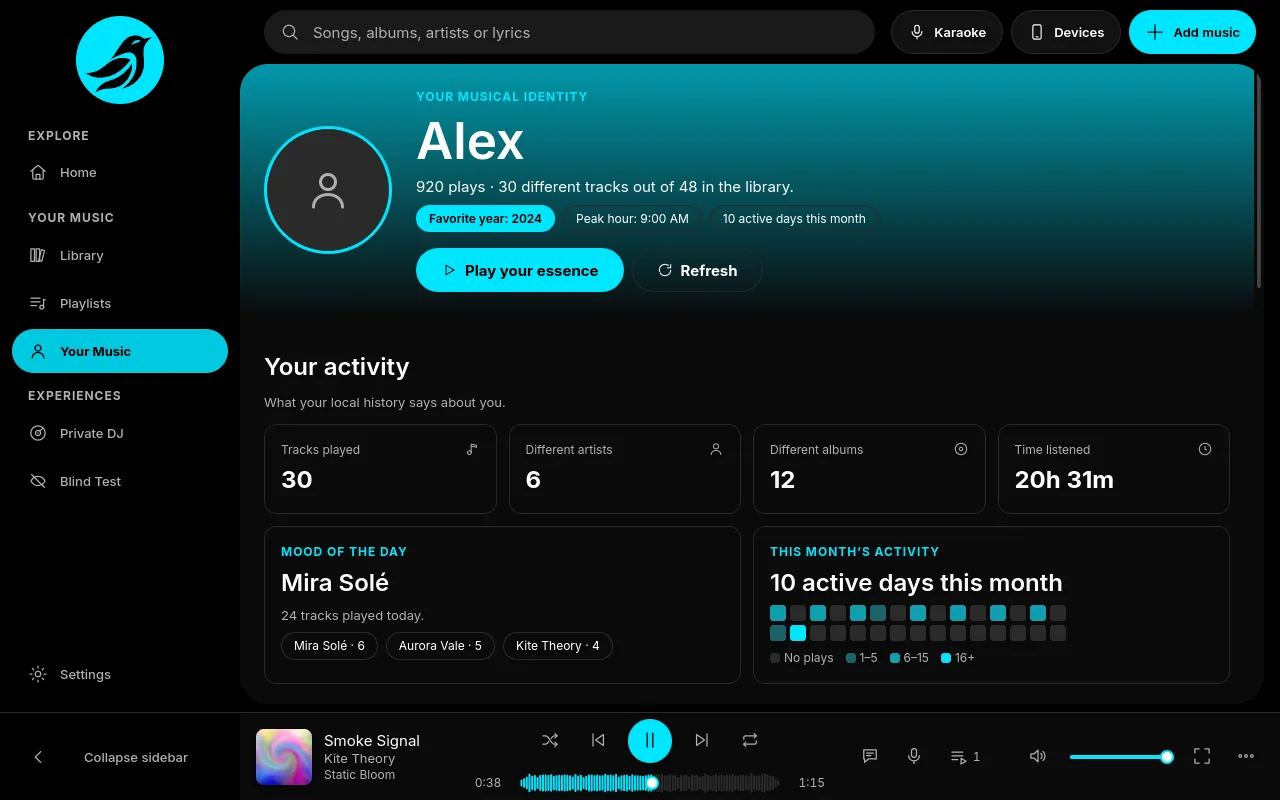 Songs, albums, artists or lyrics
Karaoke
Devices
Add music
EXPLORE
Home
YOUR MUSIC
Library
Playlists
Your Music
EXPERIENCES
Private DJ
Blind Test
Settings
Collapse sidebar
YOUR MUSICAL IDENTITY
Alex
920 plays · 30 different tracks out of 48 in the library.
Favorite year: 2024
Peak hour: 9:00 AM
10 active days this month
Play your essence
Refresh
Your activity
What your local history says about you.
Tracks played
30
Different artists
6
Different albums
12
Time listened
20h 31m
MOOD OF THE DAY
Mira Solé
24 tracks played today.
Mira Solé · 6
Aurora Vale · 5
Kite Theory · 4
THIS MONTH'S ACTIVITY
10 active days this month
No plays
1–5
6–15
16+
Smoke Signal
Kite Theory
Static Bloom
0:38
1:15
1